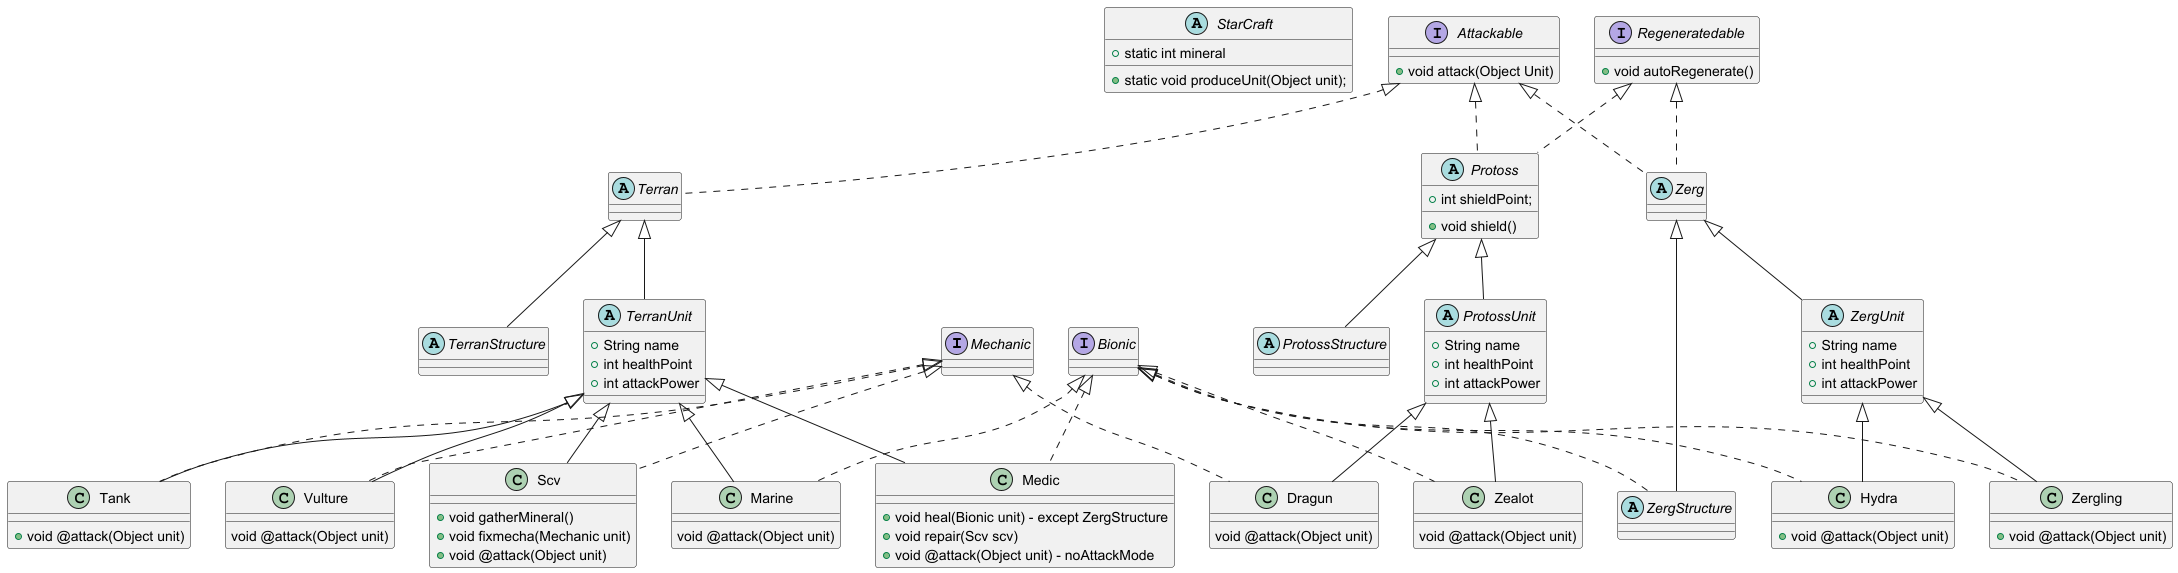 A StarCraft
static int mineral
static void produceUnit(Object unit);
I Attackable
void attack(Object Unit)
I Regeneratedable
void autoRegenerate()
A Terran
A Protoss
int shieldPoint;
void shield()
A Zerg
A TerranStructure
A TerranUnit
String name
int healthPoint
int attackPower
I Mechanic
I Bionic
A ProtossStructure
A ProtossUnit
String name
int healthPoint
int attackPower
A ZergUnit
String name
int healthPoint
int attackPower
C Tank
void @attack(Object unit)
C Vulture
void @attack(Object unit)
C Scv
void gatherMineral()
void fixmecha(Mechanic unit)
void @attack(Object unit)
C Marine
void @attack(Object unit)
C Medic
void heal(Bionic unit) - except ZergStructure
void repair(Scv scv)
void @attack(Object unit) - noAttackMode
C Dragun
void @attack(Object unit)
C Zealot
void @attack(Object unit)
A ZergStructure
C Hydra
void @attack(Object unit)
C Zergling
void @attack(Object unit)